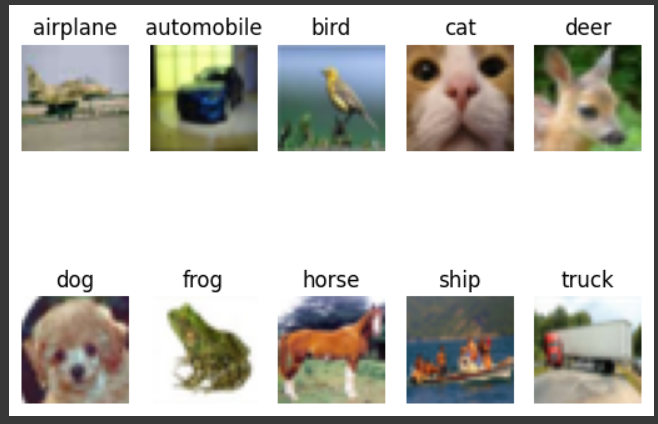 airplane automobile bird cat deer
dog frog horse ship truck